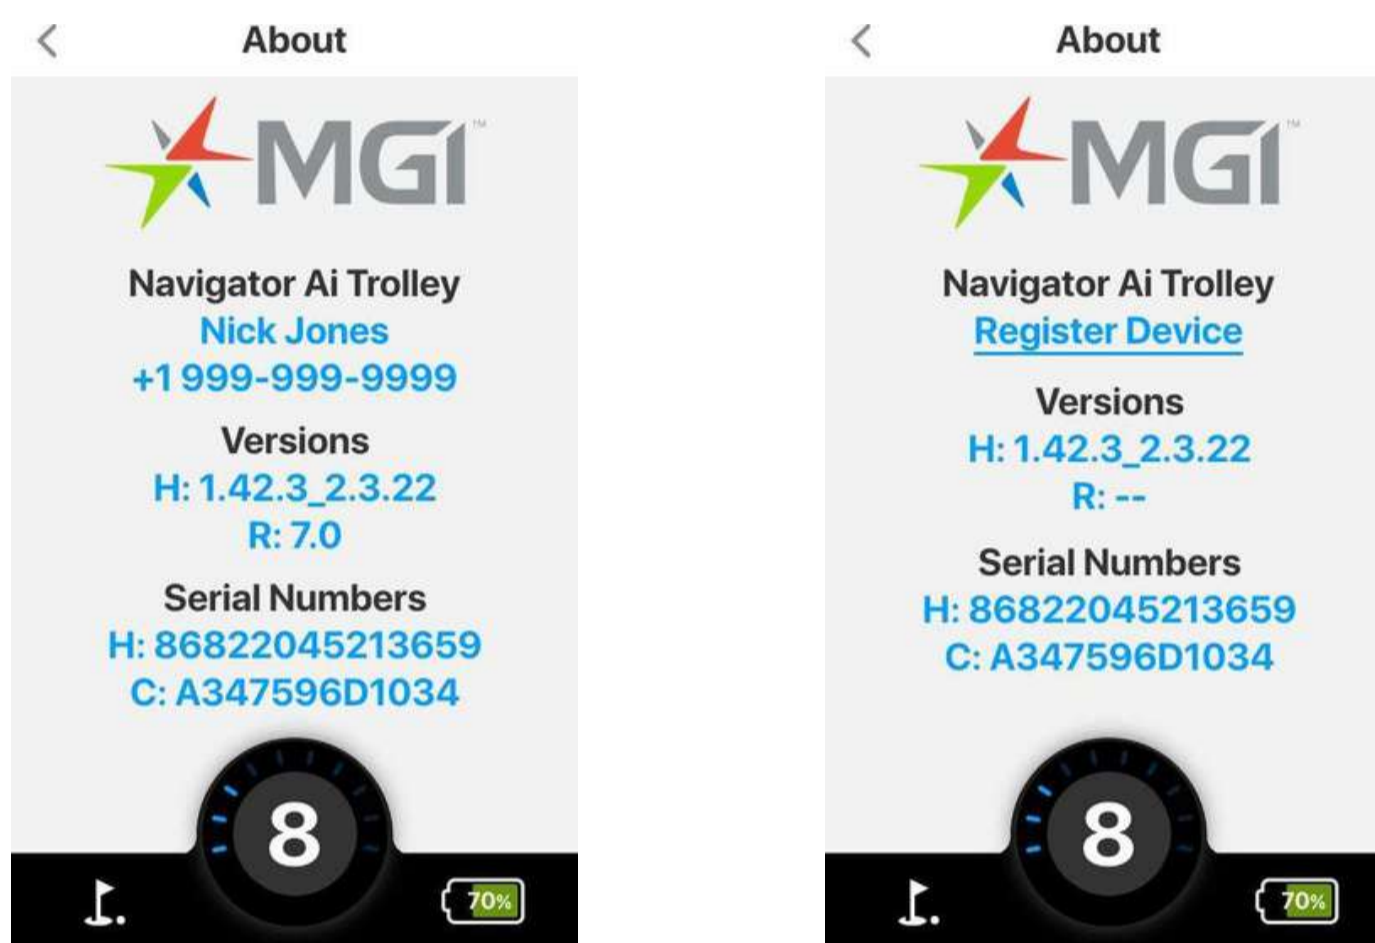 About
MGI™
Navigator Ai Trolley
Nick Jones
+1 999-999-9999
Versions
H: 1.42.3_2.3.22
R: 7.0
Serial Numbers
H: 86822045213659
C: A347596D1034
8
70%
About
MGI™
Navigator Ai Trolley
Register Device
Versions
H: 1.42.3_2.3.22
R: --
Serial Numbers
H: 86822045213659
C: A347596D1034
8
70%